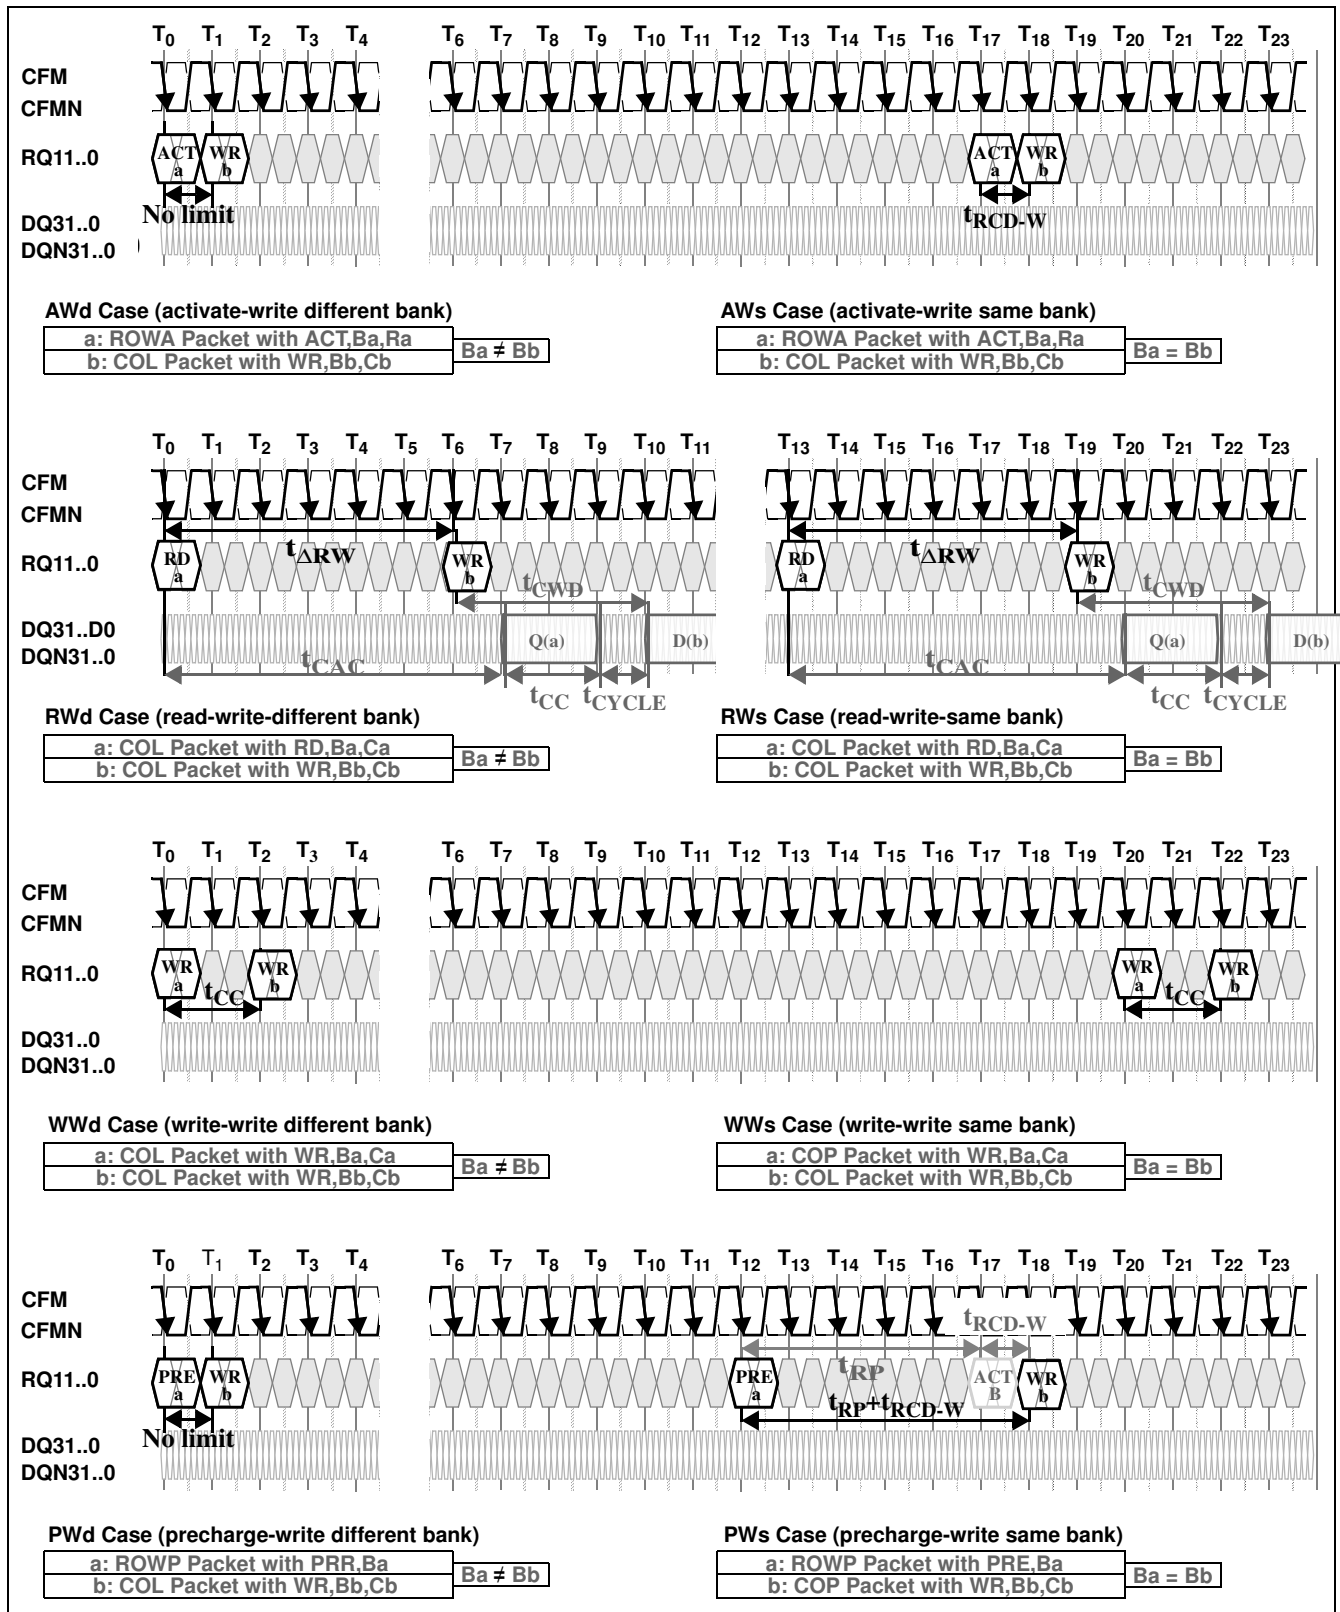 T0 T1 T2 T3 T4 T6 T7 T8 T9 T10 T11 T12 T13 T14 T15 T16 T17 T18 T19 T20 T21 T22 T23
CFM
CFMN
RQ11..0
ACT a WR b ACT a WR b
No limit tRCD-W
DQ31..0
DQN31..0
AWd Case (activate-write different bank) AWs Case (activate-write same bank)
a: ROWA Packet with ACT,Ba,Ra a: ROWA Packet with ACT,Ba,Ra
Ba ≠ Bb Ba = Bb
b: COL Packet with WR,Bb,Cb b: COL Packet with WR,Bb,Cb
T0 T1 T2 T3 T4 T5 T6 T7 T8 T9 T10 T11 T13 T14 T15 T16 T17 T18 T19 T20 T21 T22 T23
CFM
CFMN
tΔRW tΔRW
RQ11..0
RD a WR b RD a WR b
tCWD tCWD
DQ31..D0
DQN31..0
Q(a) D(b) Q(a) D(b)
tCAC tCAC
tCC tCYCLE tCC tCYCLE
RWd Case (read-write-different bank) RWs Case (read-write-same bank)
a: COL Packet with RD,Ba,Ca a: COL Packet with RD,Ba,Ca
Ba ≠ Bb Ba = Bb
b: COL Packet with WR,Bb,Cb b: COL Packet with WR,Bb,Cb
T0 T1 T2 T3 T4 T6 T7 T8 T9 T10 T11 T12 T13 T14 T15 T16 T17 T18 T19 T20 T21 T22 T23
CFM
CFMN
RQ11..0
WR a WR b WR a WR b
tCC tCC
DQ31..0
DQN31..0
WWd Case (write-write different bank) WWs Case (write-write same bank)
a: COL Packet with WR,Ba,Ca a: COP Packet with WR,Ba,Ca
Ba ≠ Bb Ba = Bb
b: COL Packet with WR,Bb,Cb b: COL Packet with WR,Bb,Cb
T0 T1 T2 T3 T4 T6 T7 T8 T9 T10 T11 T12 T13 T14 T15 T16 T17 T18 T19 T20 T21 T22 T23
CFM
CFMN
tRCD-W
tRP
RQ11..0
PRE a WR b PRE a ACT B WR b
tRP+tRCD-W
No limit
DQ31..0
DQN31..0
PWd Case (precharge-write different bank) PWs Case (precharge-write same bank)
a: ROWP Packet with PRR,Ba a: ROWP Packet with PRE,Ba
Ba ≠ Bb Ba = Bb
b: COL Packet with WR,Bb,Cb b: COP Packet with WR,Bb,Cb